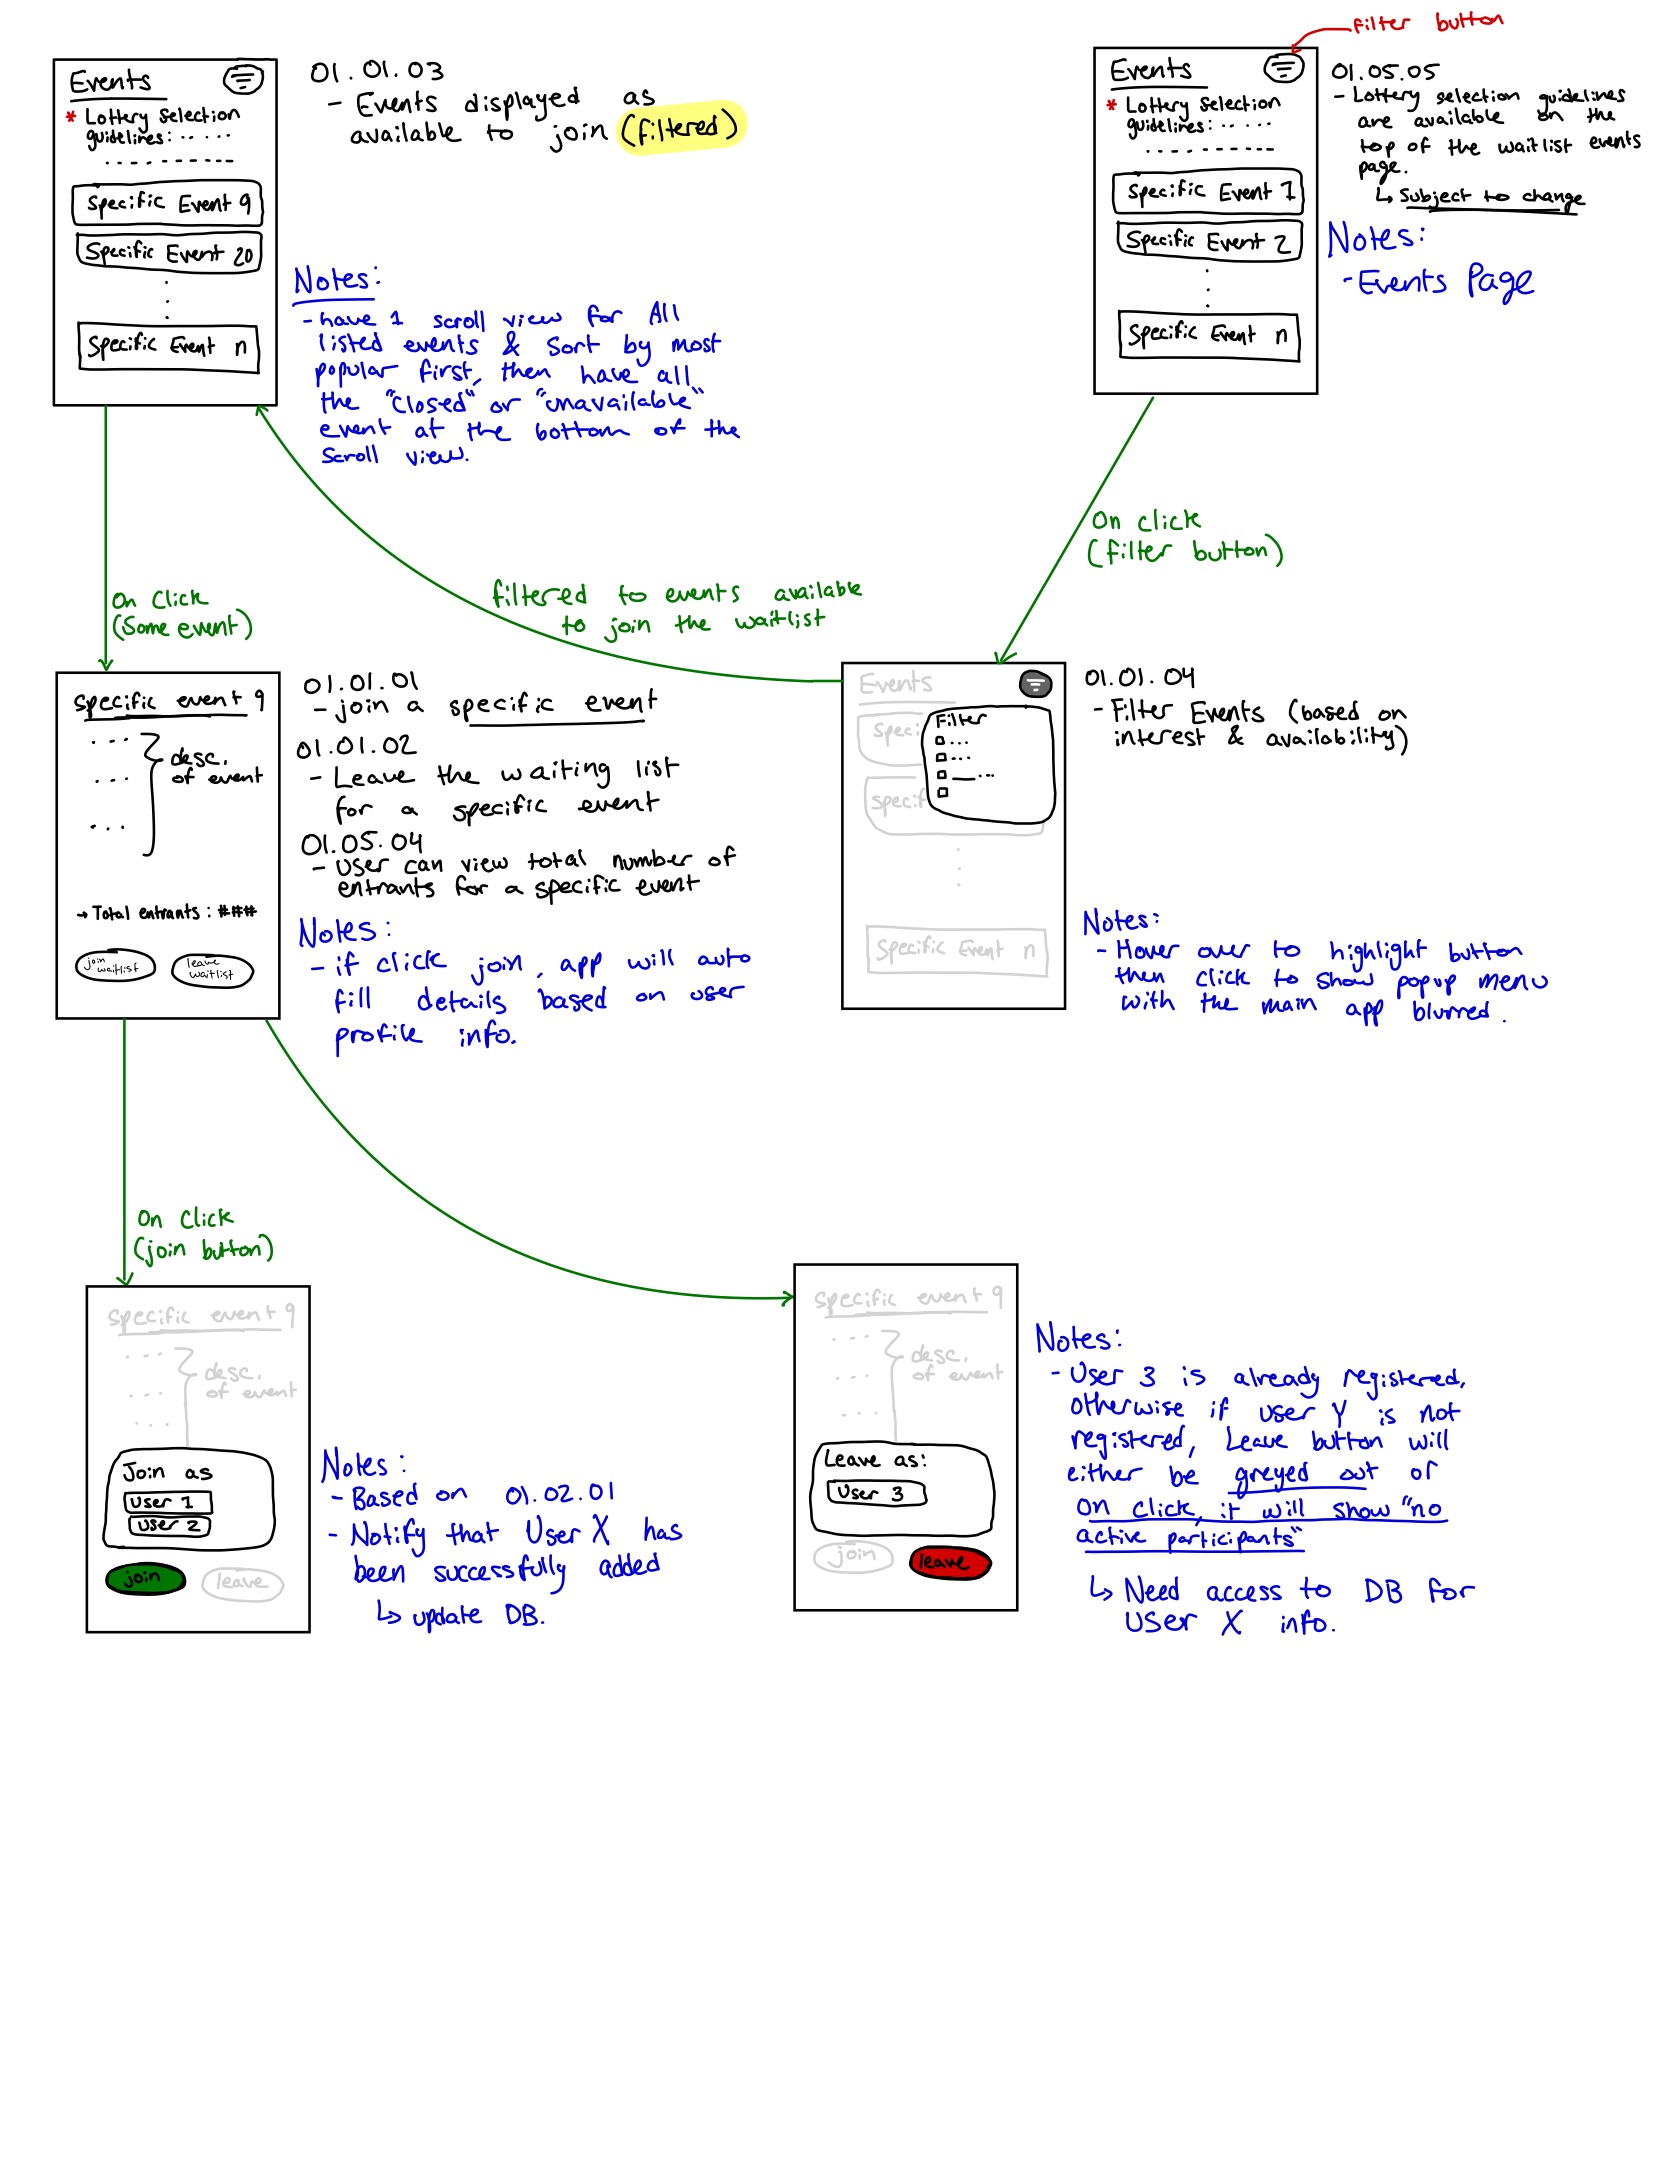 Events
* Lottery Selection
guidelines: ......
Specific Event 9
Specific Event 20
Specific Event n
01.01.03
- Events displayed as
available to join (filtered)
Notes:
- have 1 scroll view for All
listed events & Sort by most
popular first, then have all
the "Closed" or "unavailable"
event at the bottom of the
Scroll view.
filter button
Events
* Lottery Selection
guidelines: .....
Specific Event 1
Specific Event 2
Specific Event n
01.05.05
- Lottery selection guidelines
are available on the
top of the waitlist events
page.
↳ Subject to change
Notes:
- Events Page
On Click
(Some event)
filtered to events available
to join the waitlist
On click
(filter button)
specific event 9
desc.
of event
→ Total entrants: ###
join
waitlist
leave
waitlist
01.01.01
- join a specific event
01.01.02
- Leave the waiting list
for a specific event
01.05.04
- User can view total number of
entrants for a specific event
Notes:
- if click join, app will auto
fill details based on user
profile info.
Events
Speci
specif
Specific Event n
Filter
01.01.04
- Filter Events (based on
interest & availability)
Notes:
- Hover over to highlight button
then click to show popup menu
with the main app blurred.
On Click
(join button)
specific event 9
desc.
of event
Join as
User 1
User 2
join
leave
Notes:
- Based on 01.02.01
- Notify that User X has
been successfully added
↳ update DB.
specific event 9
desc.
of event
Leave as:
User 3
join
leave
Notes:
- User 3 is already registered,
otherwise if user Y is not
registered, Leave button will
either be greyed out or
on click, it will show "no
active participants"
↳ Need access to DB for
User X info.